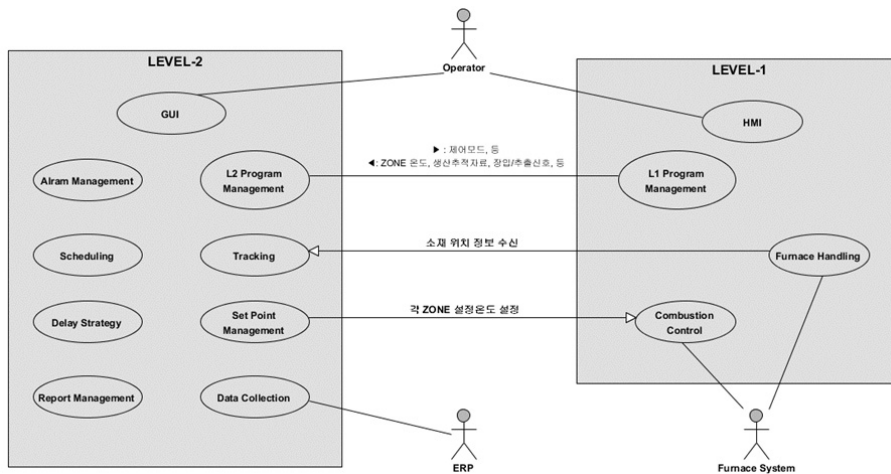 Operator
LEVEL-2
LEVEL-1
GUI
HMI
▶ : 제어모드, 등
◀: ZONE 온도, 생산추적자료, 장입/추출신호, 등
Alram Management
L2 Program
Management
L1 Program
Management
소재 위치 정보 수신
Scheduling
Tracking
Furnace Handling
각 ZONE 설정온도 설정
Delay Strategy
Set Point
Management
Combustion
Control
Report Management
Data Collection
ERP
Furnace System